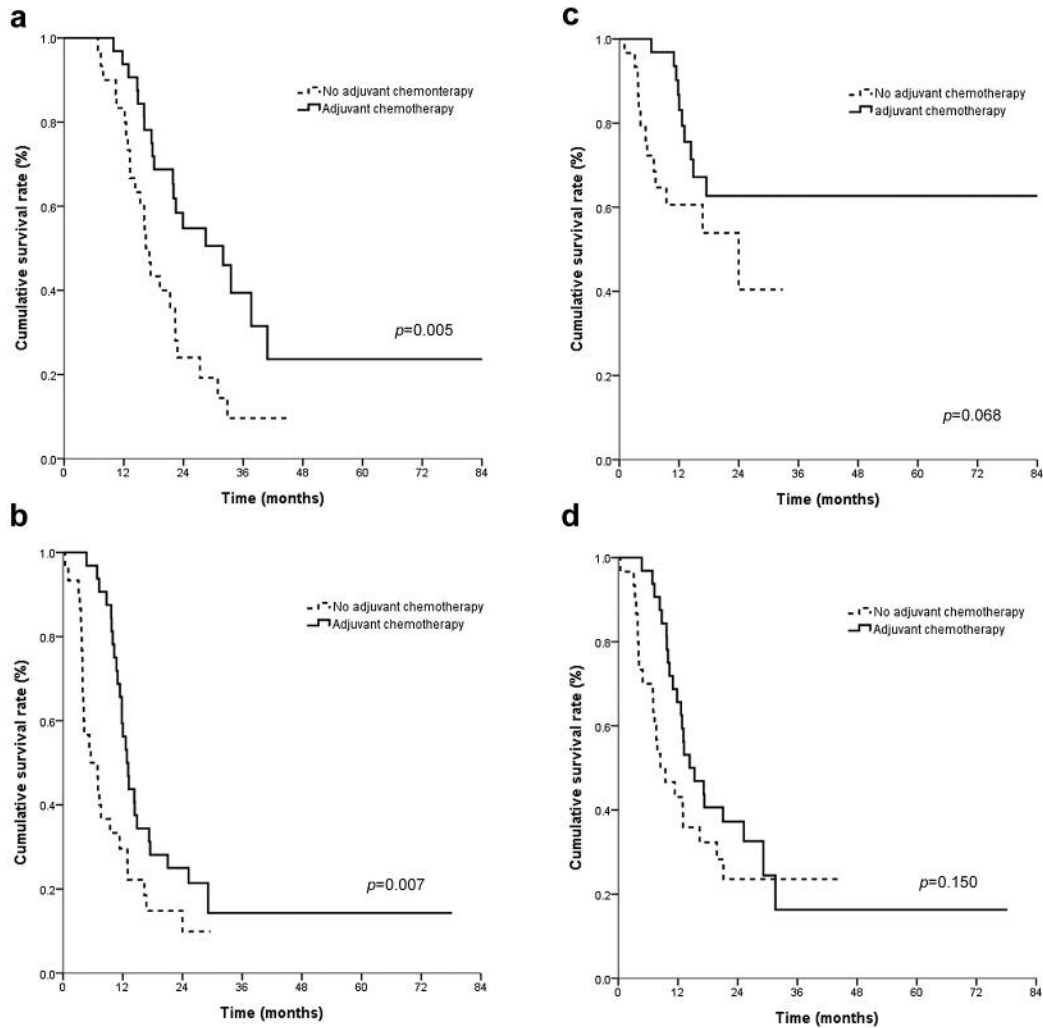 a
No adjuvant chemonterapy
Adjuvant chemotherapy
Cumulative survival rate (%)
1.0
0.8
0.6
0.4
0.2
0.0
p=0.005
0 12 24 36 48 60 72 84
Time (months)
c
No adjuvant chemotherapy
adjuvant chemotherapy
Cumulative survival rate (%)
1.0
0.8
0.6
0.4
0.2
0.0
p=0.068
0 12 24 36 48 60 72 84
Time (months)
b
No adjuvant chemotherapy
Adjuvant chemotherapy
Cumulative survival rate (%)
1.0
0.8
0.6
0.4
0.2
0.0
p=0.007
0 12 24 36 48 60 72 84
Time (months)
d
No adjuvant chemotherapy
Adjuvant chemotherapy
Cumulative survival rate (%)
1.0
0.8
0.6
0.4
0.2
0.0
p=0.150
0 12 24 36 48 60 72 84
Time (months)